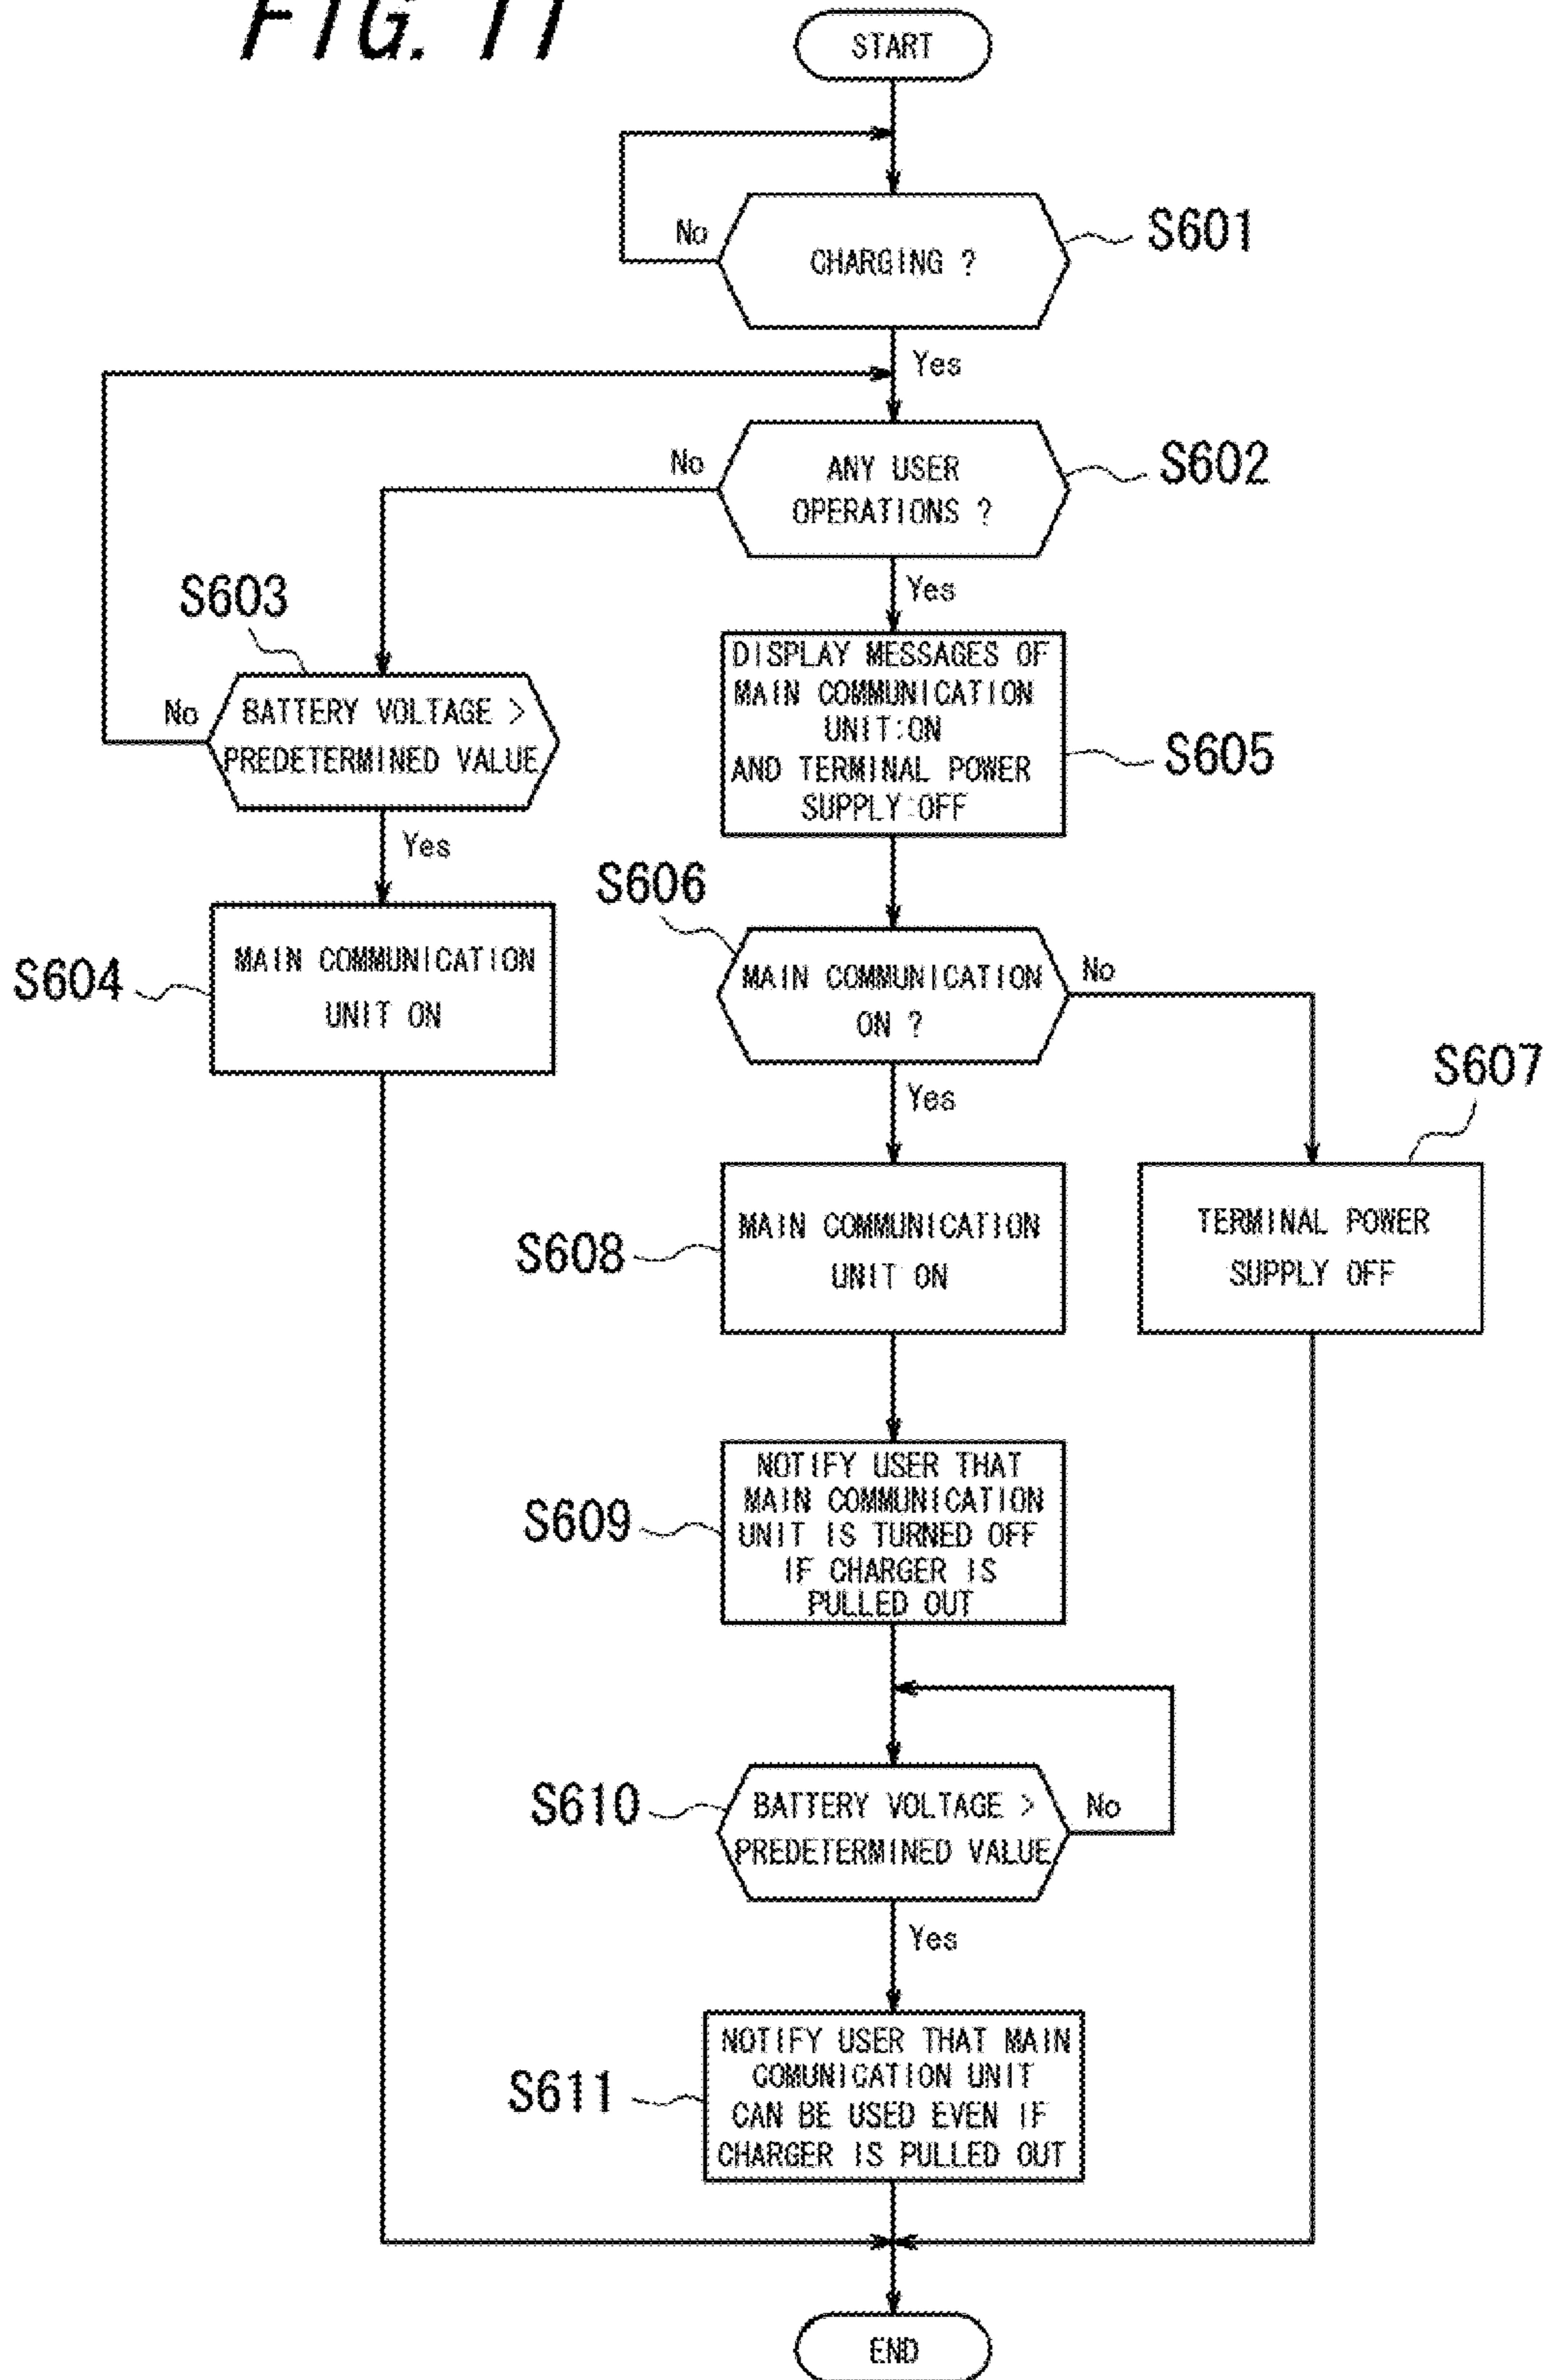 FIG. 11
START
No
CHARGING ?
S601
Yes
No
ANY USER
OPERATIONS ?
S602
Yes
S603
No
BATTERY VOLTAGE >
PREDETERMINED VALUE
Yes
DISPLAY MESSAGES OF
MAIN COMMUNICATION
UNIT:ON
AND TERMINAL POWER
SUPPLY:OFF
S605
S604
MAIN COMMUNICATION
UNIT ON
S606
MAIN COMMUNICATION
ON ?
No
Yes
S607
TERMINAL POWER
SUPPLY OFF
S608
MAIN COMMUNICATION
UNIT ON
S609
NOTIFY USER THAT
MAIN COMMUNICATION
UNIT IS TURNED OFF
IF CHARGER IS
PULLED OUT
S610
BATTERY VOLTAGE >
PREDETERMINED VALUE
No
Yes
S611
NOTIFY USER THAT MAIN
COMUNICATION UNIT
CAN BE USED EVEN IF
CHARGER IS PULLED OUT
END